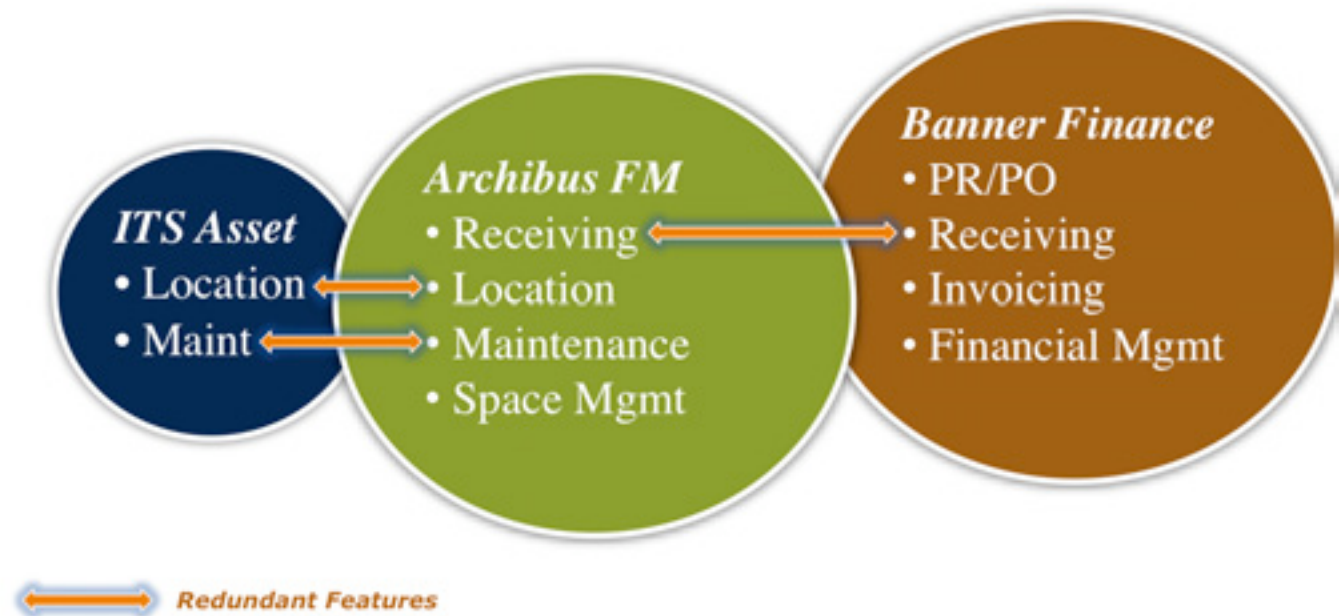 ITS Asset
• Location
• Maint
Archibus FM
• Receiving
• Location
• Maintenance
• Space Mgmt
Banner Finance
• PR/PO
• Receiving
• Invoicing
• Financial Mgmt
Redundant Features